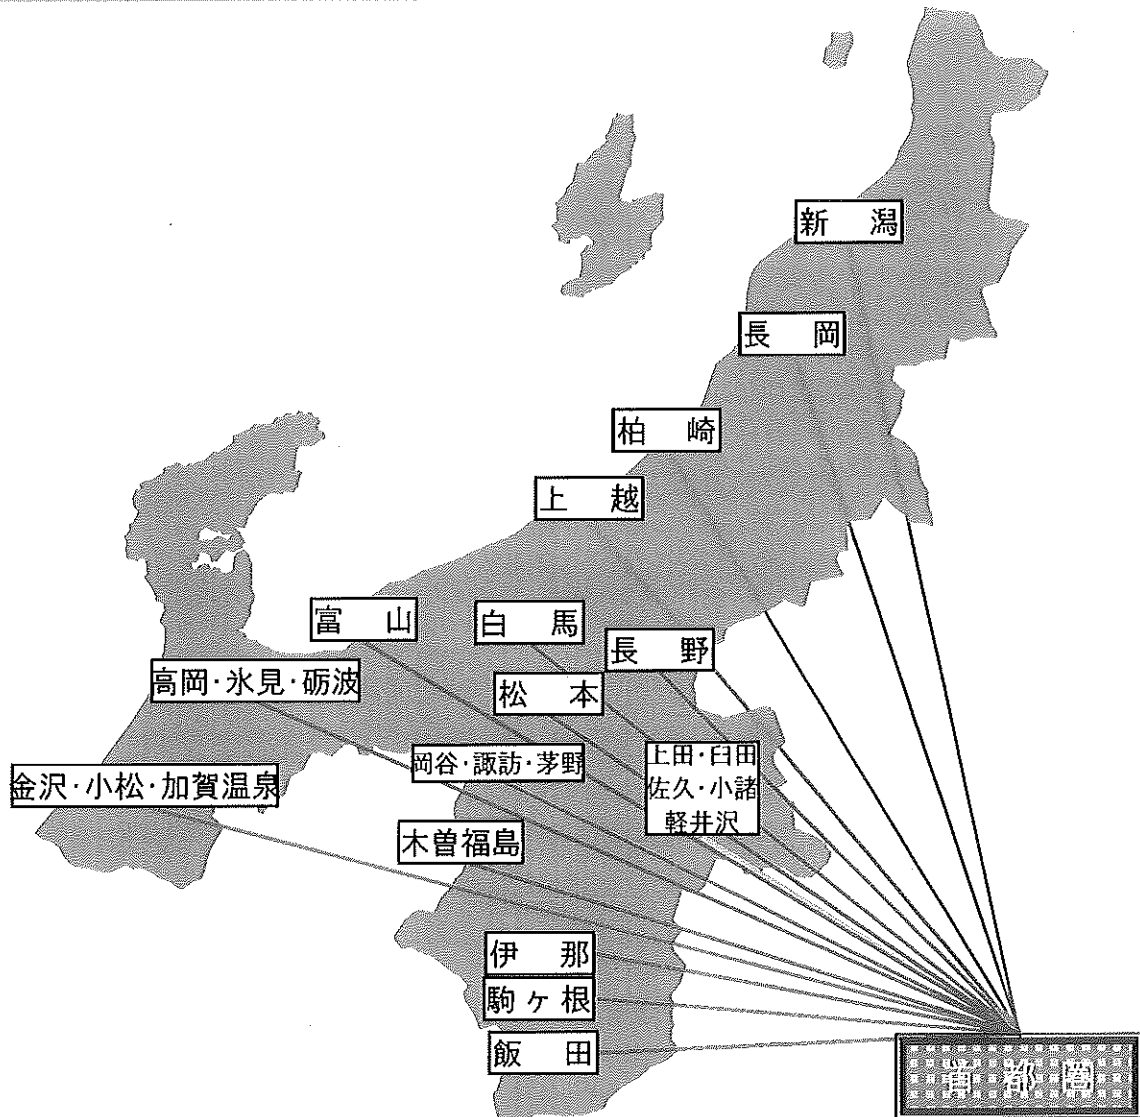 新 潟
長 岡
柏 崎
上 越
富 山
白 馬
長 野
高岡・氷見・砺波
松 本
岡谷・諏訪・茅野
上田・臼田
佐久・小諸
軽井沢
金沢・小松・加賀温泉
木曽福島
伊 那
駒ヶ根
飯 田
首 都 圏